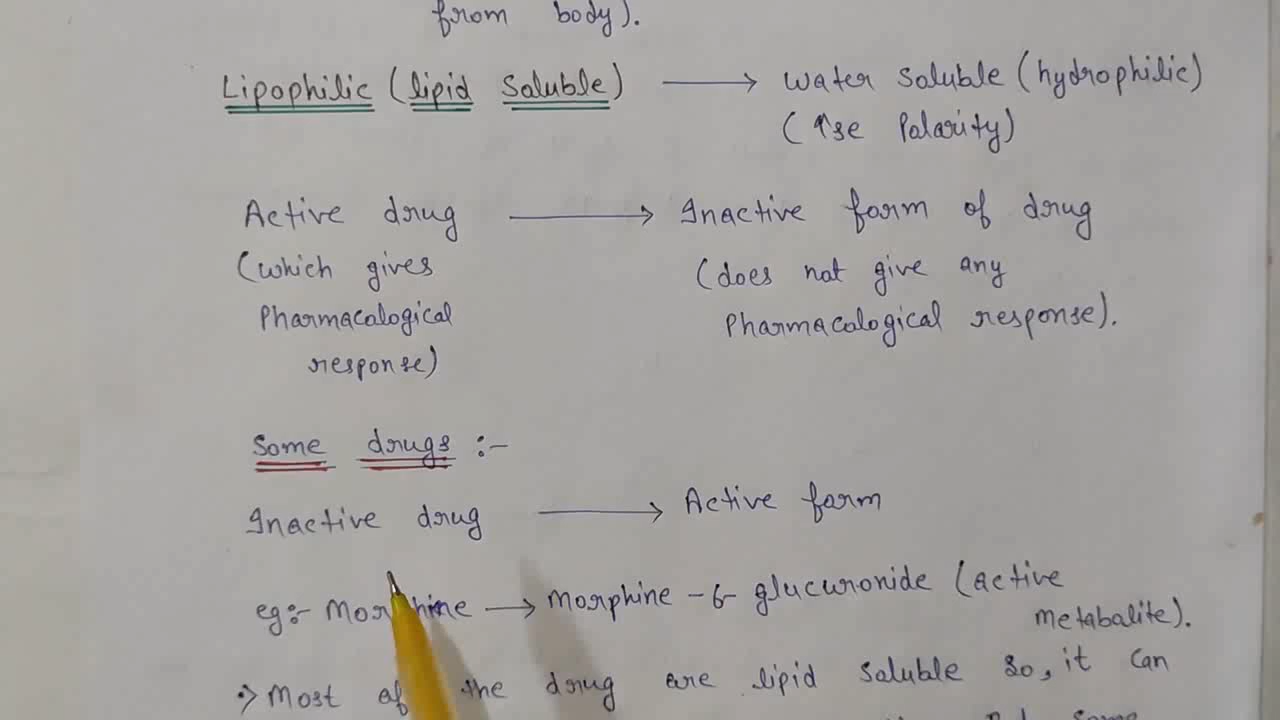 from body).
Lipophilic (lipid soluble) → water soluble (hydrophilic)
(↑se Polarity)
Active drug → Inactive form of drug
(which gives (does not give any
Pharmacological Pharmacological response).
response)
Some drugs :-
Inactive drug → Active form
eg:- Morphine → morphine -6- glucuronide (active
metabolite).
Most of the drug are lipid soluble so, it can